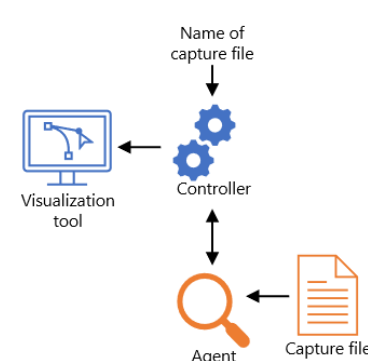 Name of
capture file
Controller
Visualization
tool
Agent
Capture file